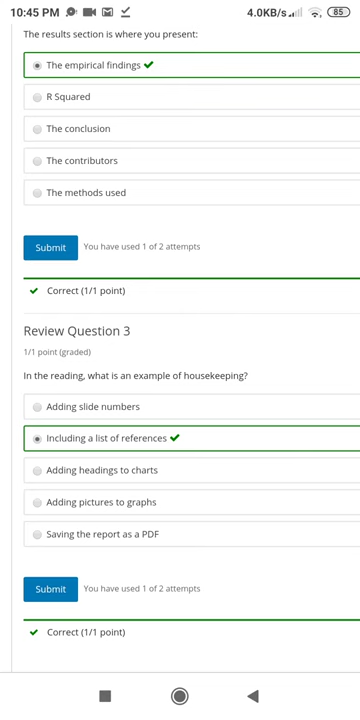 10:45 PM 4.0KB/s 85
The results section is where you present:
The empirical findings
R Squared
The conclusion
The contributors
The methods used
Submit You have used 1 of 2 attempts
Correct (1/1 point)
Review Question 3
1/1 point (graded)
In the reading, what is an example of housekeeping?
Adding slide numbers
Including a list of references
Adding headings to charts
Adding pictures to graphs
Saving the report as a PDF
Submit You have used 1 of 2 attempts
Correct (1/1 point)